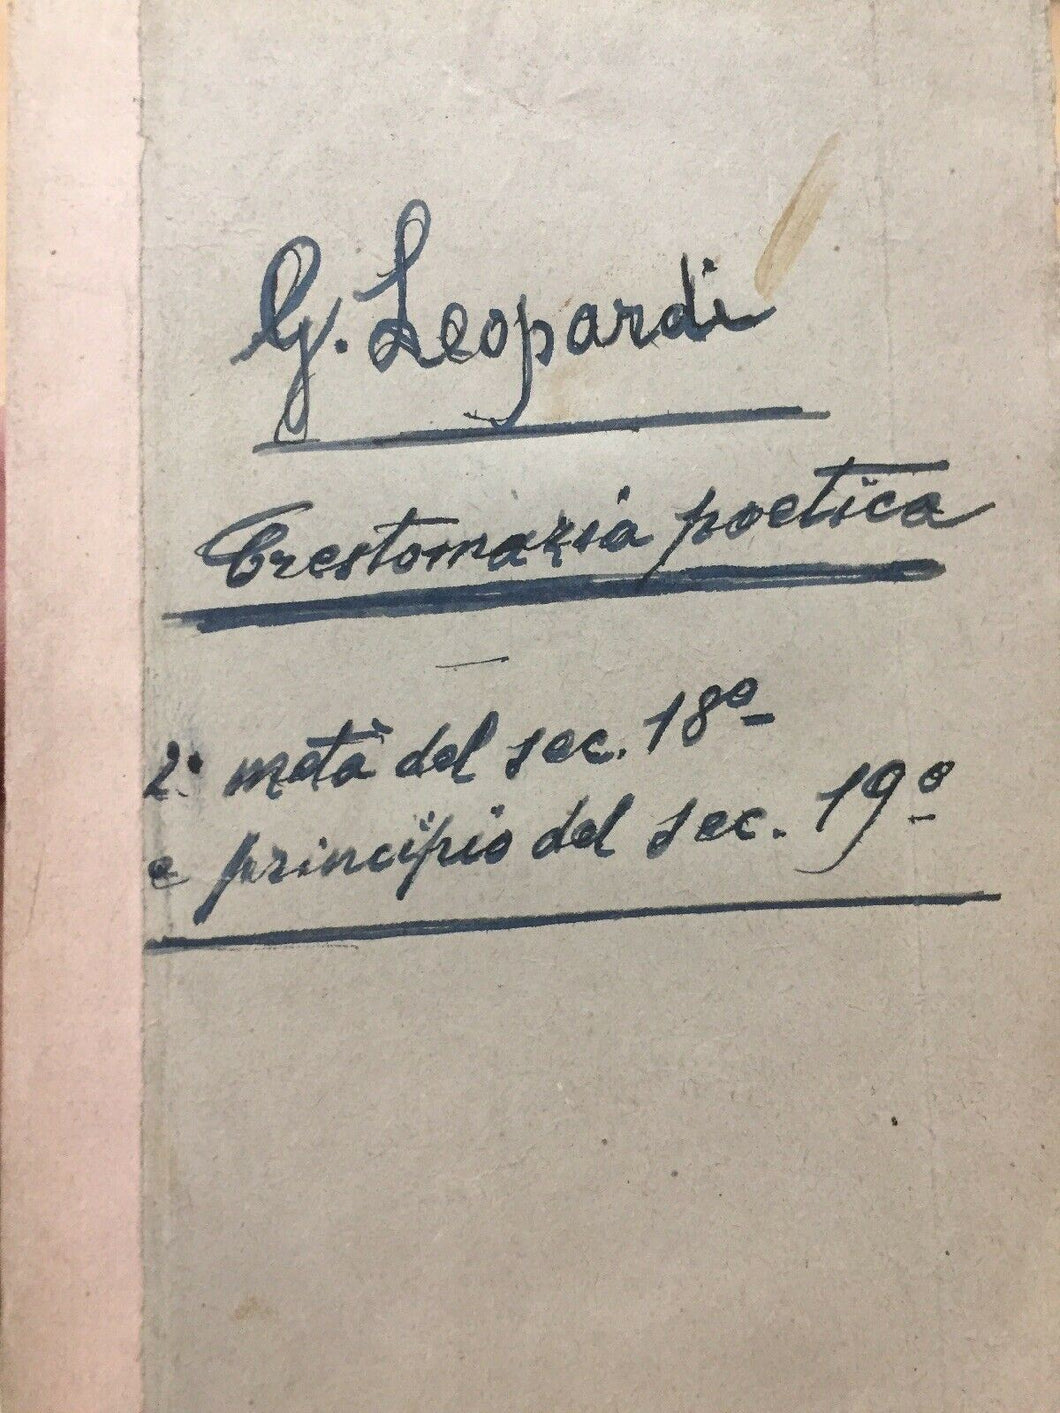 G. Leopardi
Crestomazia poetica
2ª metà del sec. 18º
e principio del sec. 19º